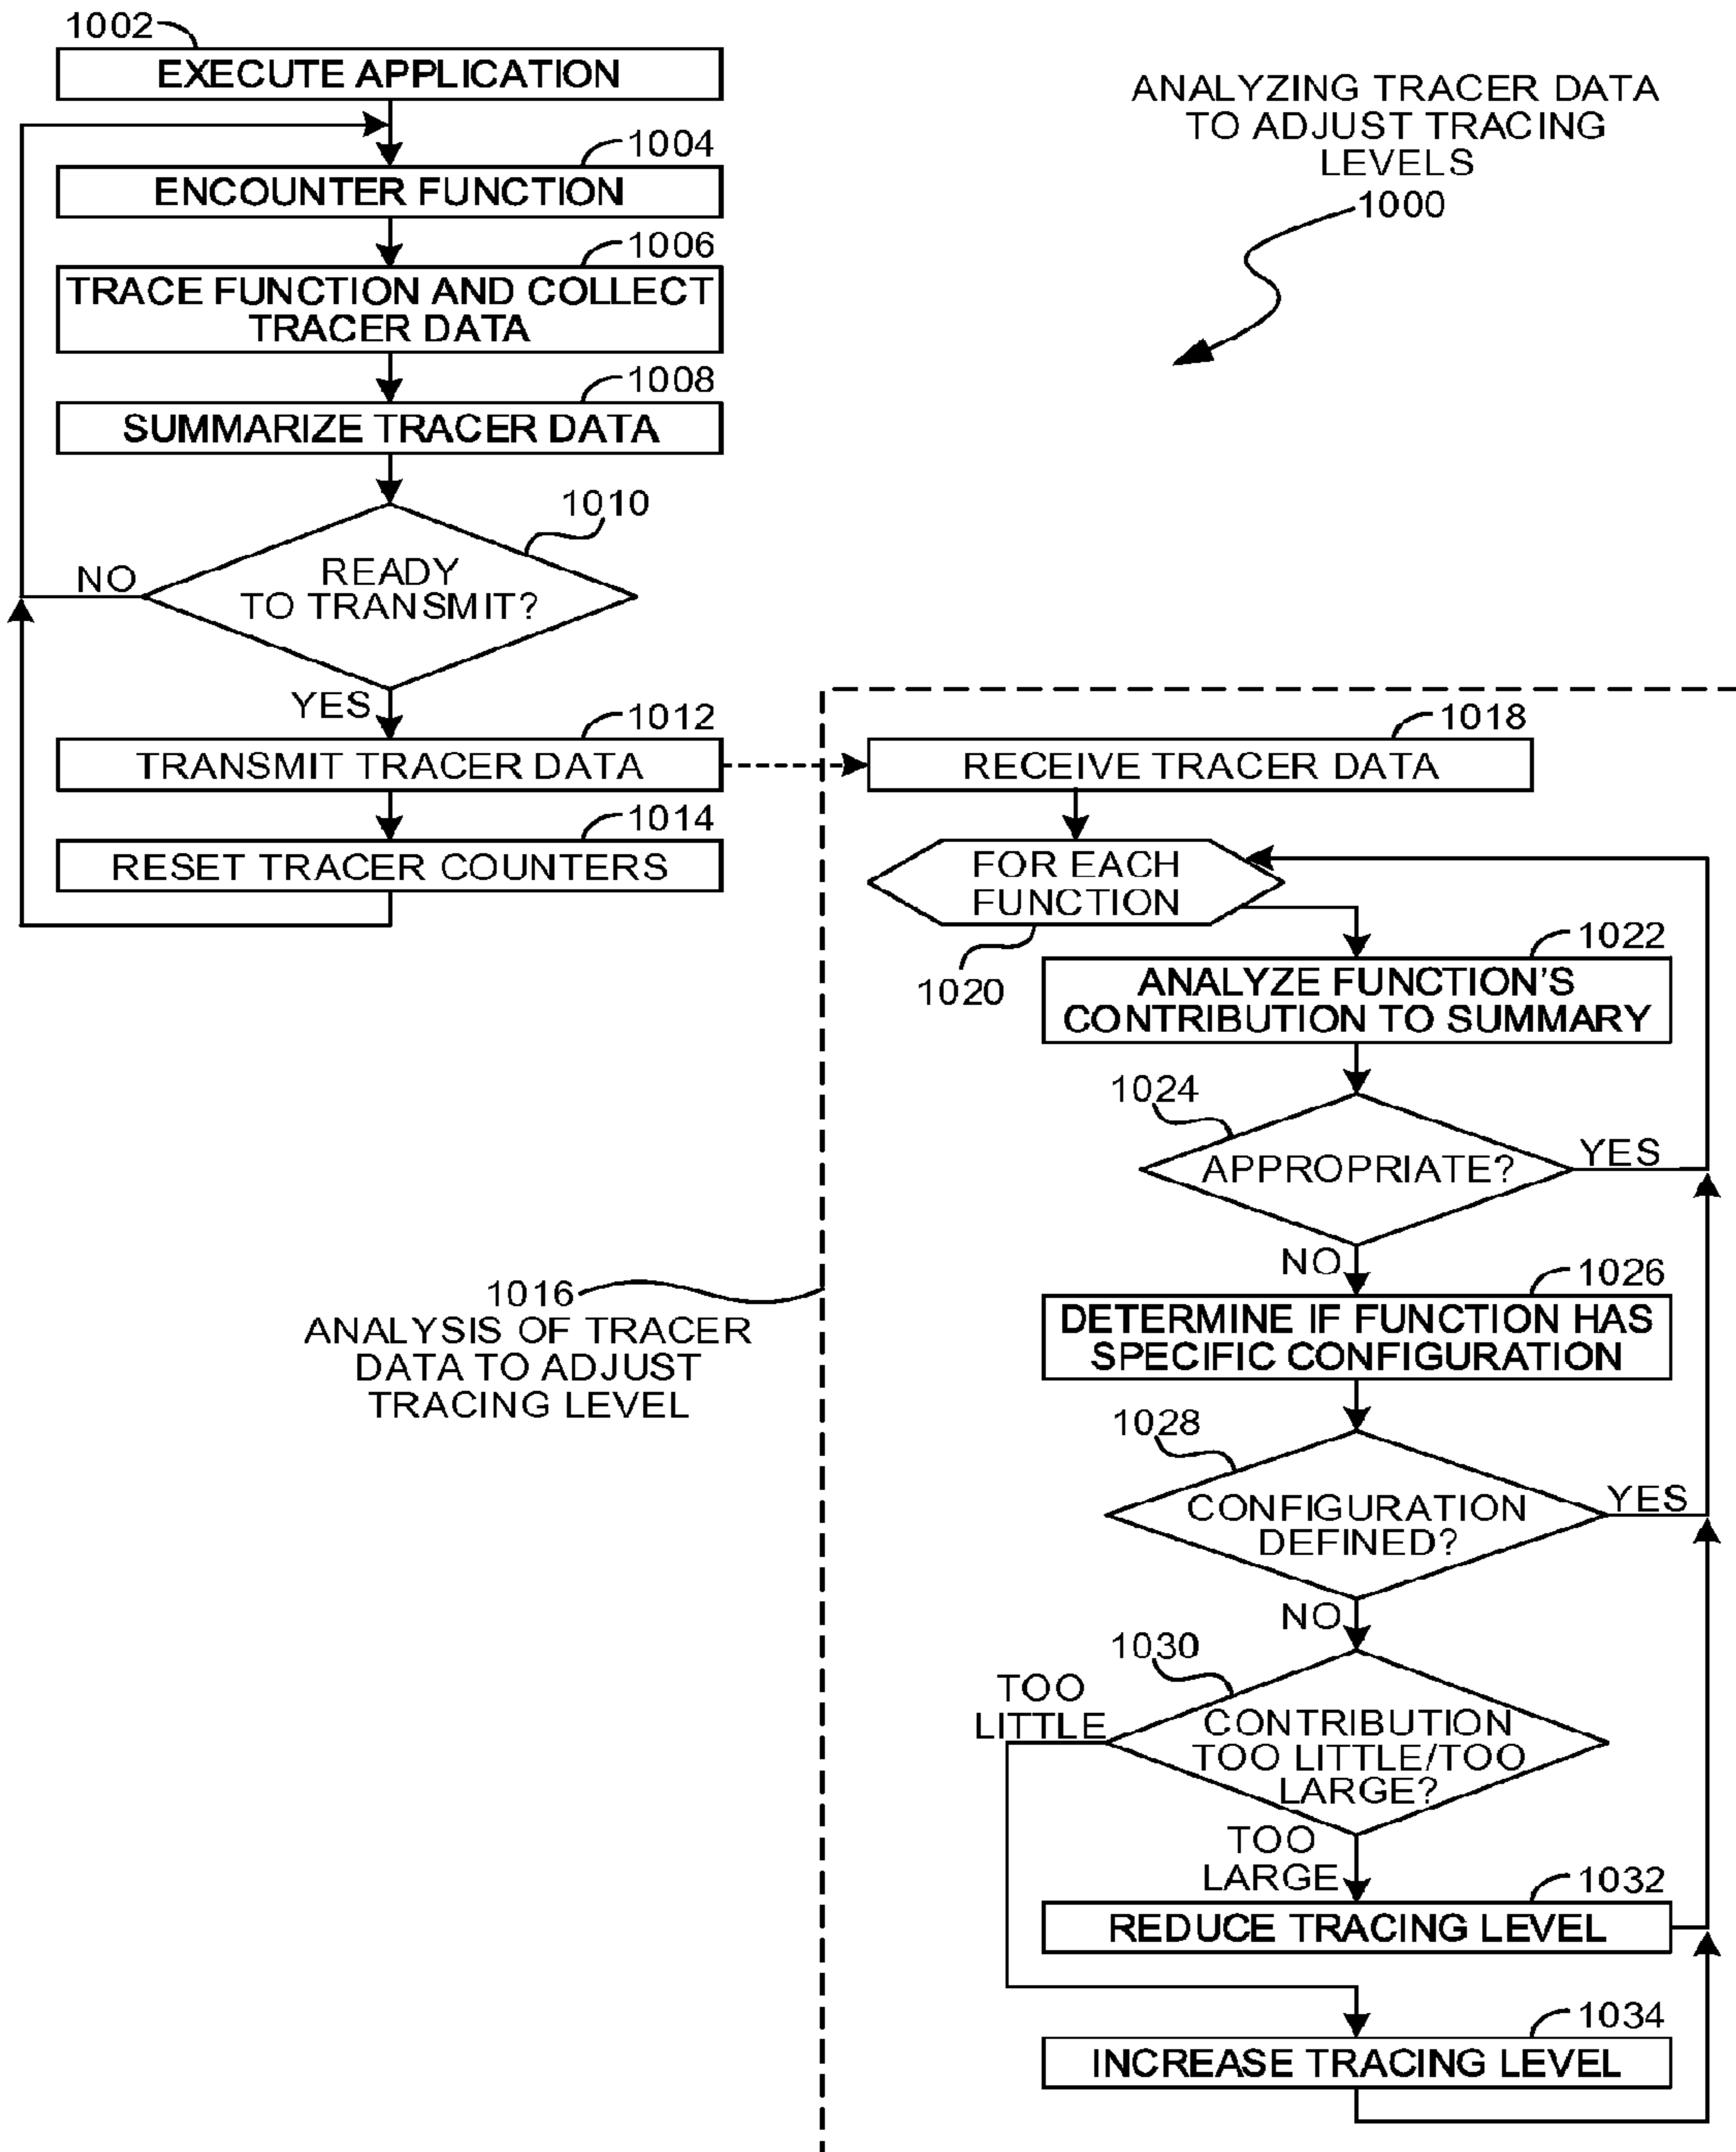 1002
EXECUTE APPLICATION
ANALYZING TRACER DATA
TO ADJUST TRACING
LEVELS
1000
1004
ENCOUNTER FUNCTION
1006
TRACE FUNCTION AND COLLECT
TRACER DATA
1008
SUMMARIZE TRACER DATA
1010
READY
TO TRANSMIT?
NO
YES
1012
TRANSMIT TRACER DATA
1014
RESET TRACER COUNTERS
1016
ANALYSIS OF TRACER
DATA TO ADJUST
TRACING LEVEL
1018
RECEIVE TRACER DATA
FOR EACH
FUNCTION
1020
1022
ANALYZE FUNCTION'S
CONTRIBUTION TO SUMMARY
1024
APPROPRIATE?
YES
NO
1026
DETERMINE IF FUNCTION HAS
SPECIFIC CONFIGURATION
1028
CONFIGURATION
DEFINED?
YES
NO
1030
TOO
LITTLE
CONTRIBUTION
TOO LITTLE/TOO
LARGE?
TOO
LARGE
1032
REDUCE TRACING LEVEL
1034
INCREASE TRACING LEVEL